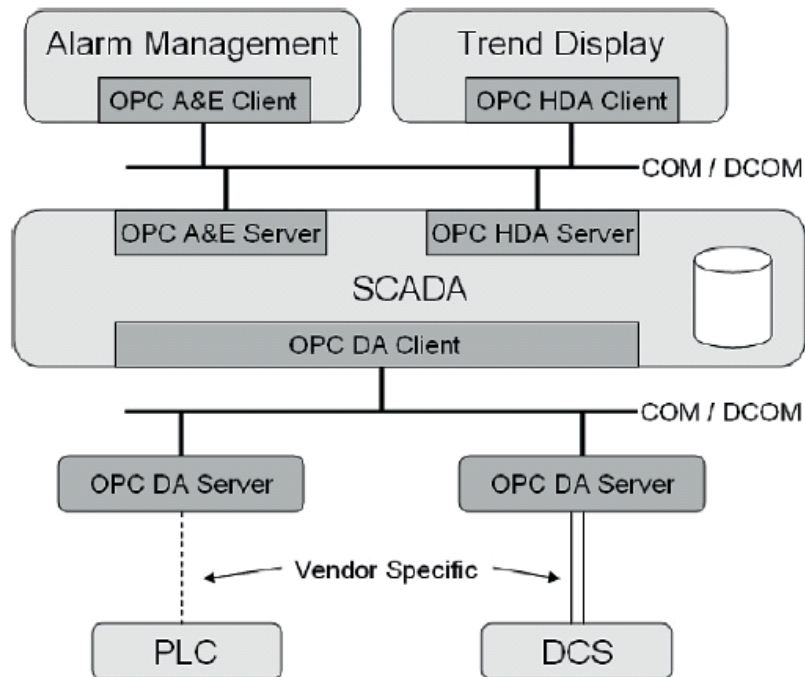 Alarm Management
Trend Display
OPC A&E Client
OPC HDA Client
COM / DCOM
OPC A&E Server
OPC HDA Server
SCADA
OPC DA Client
COM / DCOM
OPC DA Server
OPC DA Server
Vendor Specific
PLC
DCS